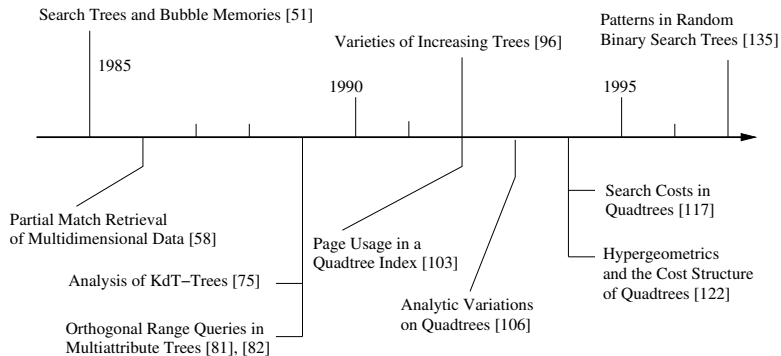 Search Trees and Bubble Memories [51]
1985
Varieties of Increasing Trees [96]
1990
Patterns in Random
Binary Search Trees [135]
1995
Partial Match Retrieval
of Multidimensional Data [58]
Analysis of KdT−Trees [75]
Orthogonal Range Queries in
Multiattribute Trees [81], [82]
Page Usage in a
Quadtree Index [103]
Analytic Variations
on Quadtrees [106]
Search Costs in
Quadtrees [117]
Hypergeometrics
and the Cost Structure
of Quadtrees [122]